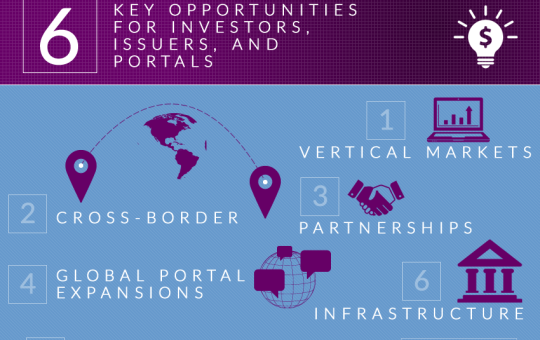 6
KEY OPPORTUNITIES
FOR INVESTORS,
ISSUERS, AND
PORTALS
$
1
VERTICAL MARKETS
2
CROSS-BORDER
3
PARTNERSHIPS
4
GLOBAL PORTAL
EXPANSIONS
6
INFRASTRUCTURE